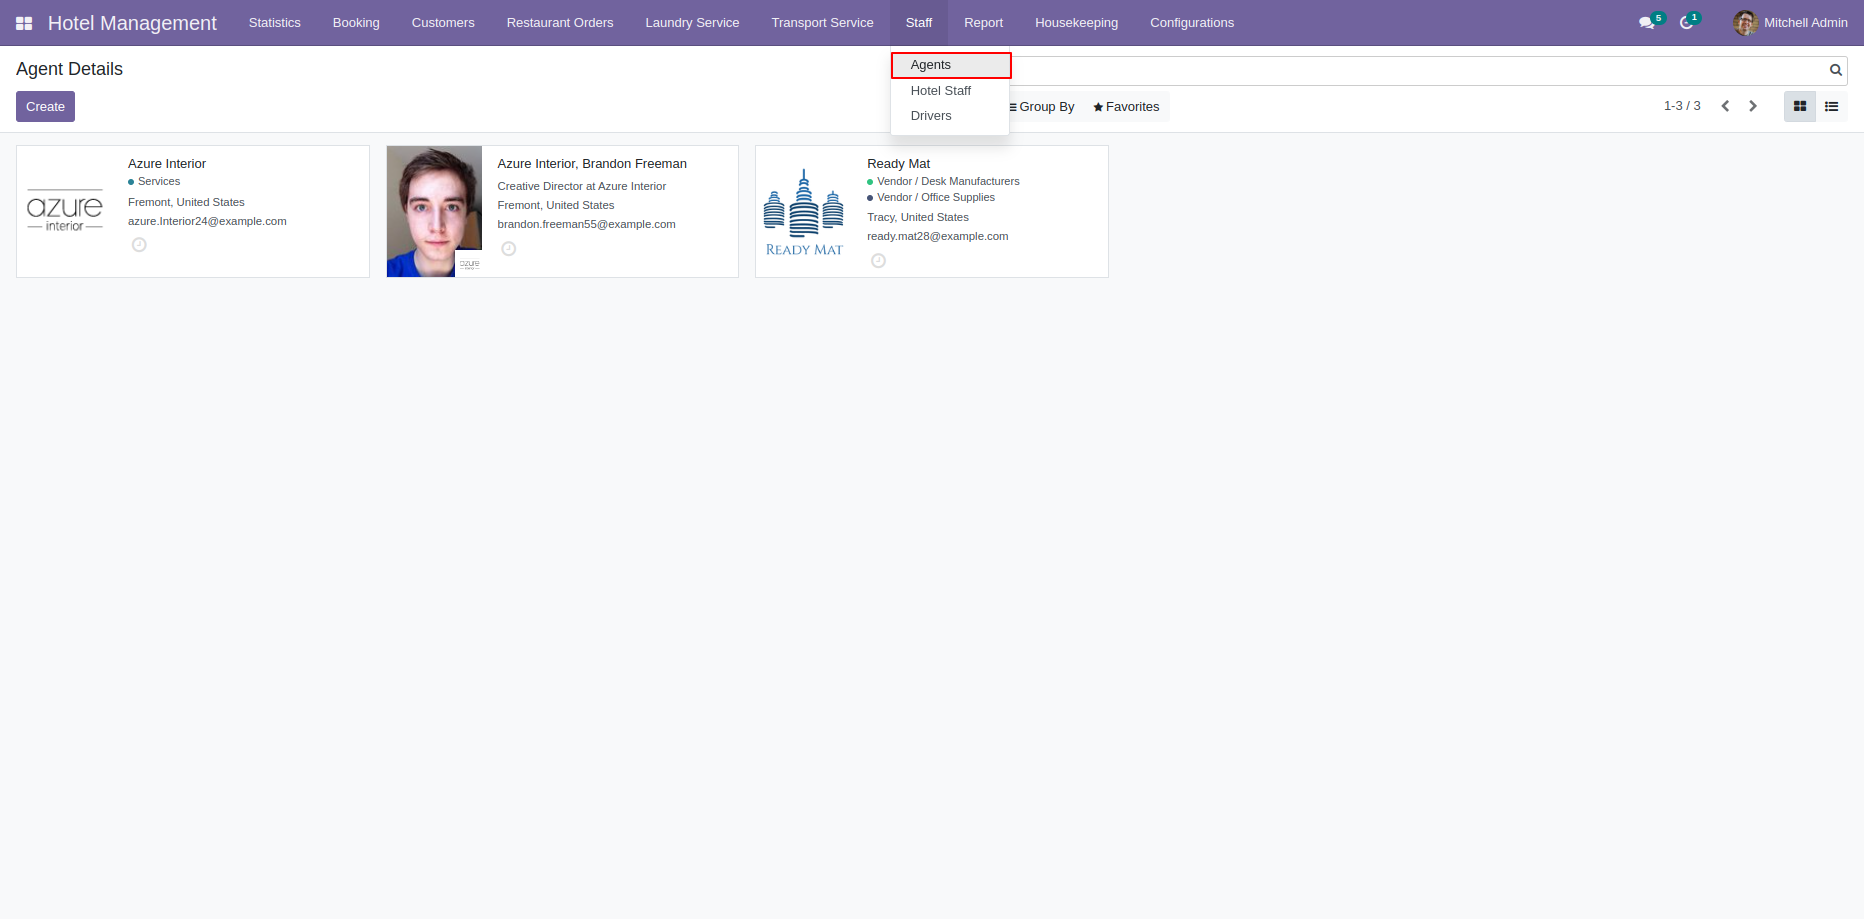 Hotel Management Statistics Booking Customers Restaurant Orders Laundry Service Transport Service Staff Report Housekeeping Configurations 5 1 Mitchell Admin
Agent Details
Agents
Hotel Staff
Drivers
Create
Group By Favorites
1-3 / 3
azure
interior
Azure Interior
Services
Fremont, United States
azure.Interior24@example.com
azure
Azure Interior, Brandon Freeman
Creative Director at Azure Interior
Fremont, United States
brandon.freeman55@example.com
READY MAT
Ready Mat
Vendor / Desk Manufacturers
Vendor / Office Supplies
Tracy, United States
ready.mat28@example.com